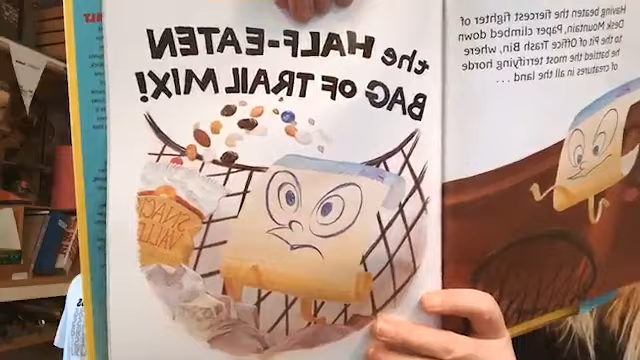 Having beaten the fiercest fighter of
Desk Mountain, Paper climbed down
to the Pit of Office Trash Bin, where
he battled the most terrifying horde
of creatures in all the land . . .
the HALF-EATEN
BAG OF TRAIL MIX!
SNACK